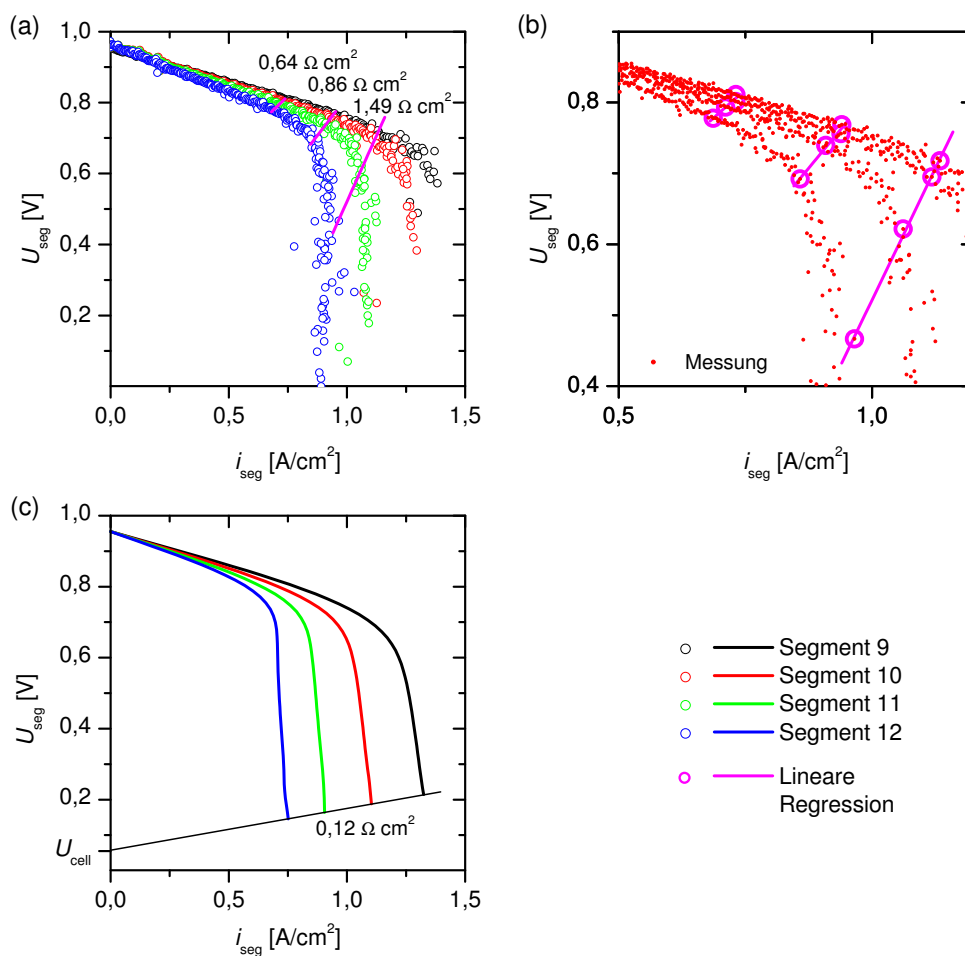 (a)
1,0
0,8
0,6
0,4
0,2
U_seg [V]
0,64 Ω cm²
0,86 Ω cm²
1,49 Ω cm²
0,0 0,5 1,0 1,5
i_seg [A/cm²]
(b)
0,8
0,6
0,4
U_seg [V]
Messung
0,5 1,0
i_seg [A/cm²]
(c)
1,0
0,8
0,6
0,4
0,2
U_cell
U_seg [V]
0,12 Ω cm²
0,0 0,5 1,0 1,5
i_seg [A/cm²]
Segment 9
Segment 10
Segment 11
Segment 12
Lineare
Regression